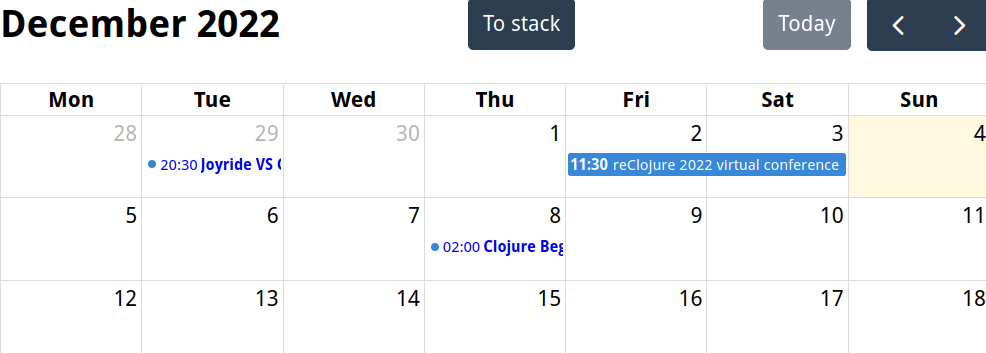 December 2022 To stack Today
Mon Tue Wed Thu Fri Sat Sun
28 29 30 1 2 3 4
20:30 Joyride VS 11:30 reClojure 2022 virtual conference
5 6 7 8 9 10 11
02:00 Clojure Beg
12 13 14 15 16 17 18